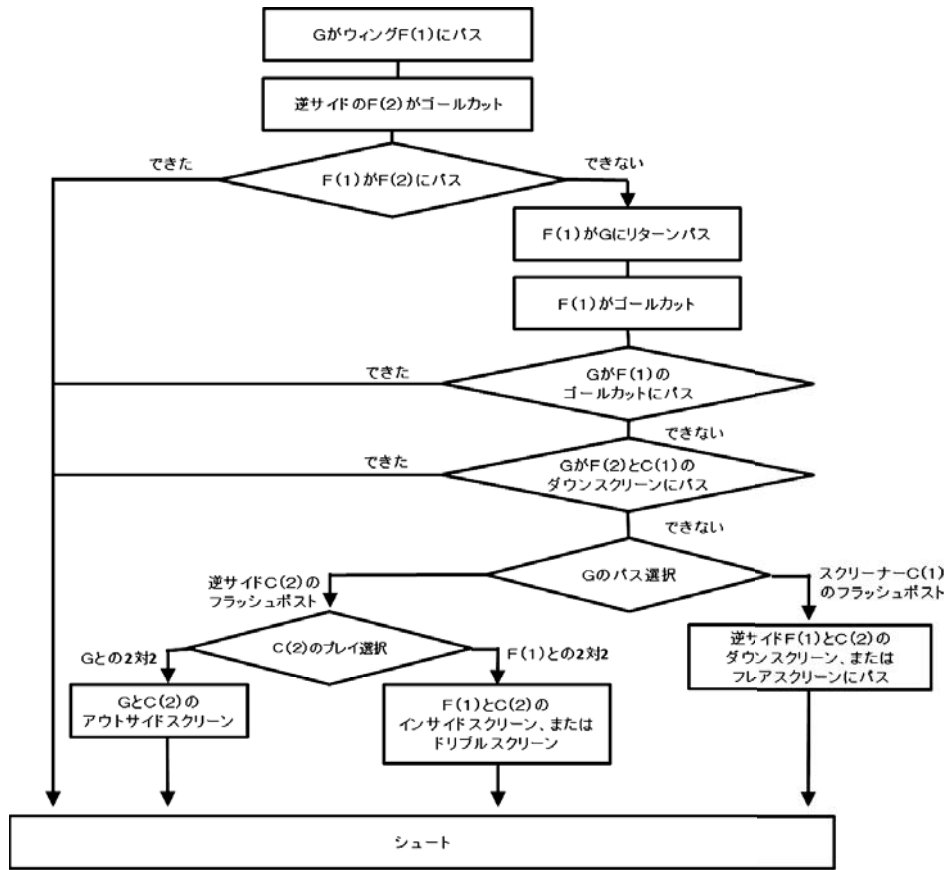 GがウィングF(1)にパス
逆サイドのF(2)がゴールカット
できた
できない
F(1)がF(2)にパス
F(1)がGにリターンパス
F(1)がゴールカット
できた
GがF(1)の
ゴールカットにパス
できない
できた
GがF(2)とC(1)の
ダウンスクリーンにパス
できない
Gのパス選択
逆サイドC(2)の
フラッシュポスト
スクリーナーC(1)
のフラッシュポスト
C(2)のプレイ選択
Gとの2対2
F(1)との2対2
逆サイドF(1)とC(2)の
ダウンスクリーン、または
フレアスクリーンにパス
GとC(2)の
アウトサイドスクリーン
F(1)とC(2)の
インサイドスクリーン、または
ドリブルスクリーン
シュート